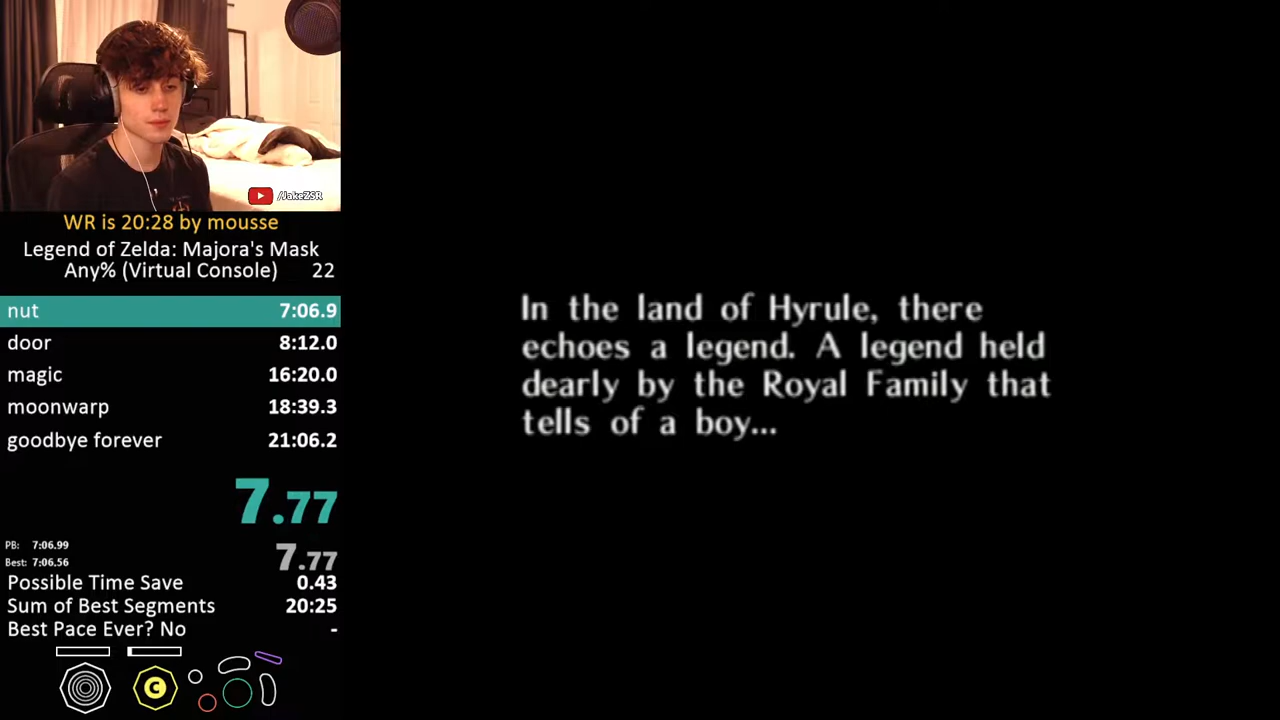 /JakeZSR
WR is 20:28 by mousse
Legend of Zelda: Majora's Mask
Any% (Virtual Console) 22
nut 7:06.9
door 8:12.0
magic 16:20.0
moonwarp 18:39.3
goodbye forever 21:06.2
7.77
PB: 7:06.99
Best: 7:06.56
7.77
Possible Time Save 0.43
Sum of Best Segments 20:25
Best Pace Ever? No -
C
In the land of Hyrule, there
echoes a legend. A legend held
dearly by the Royal Family that
tells of a boy...